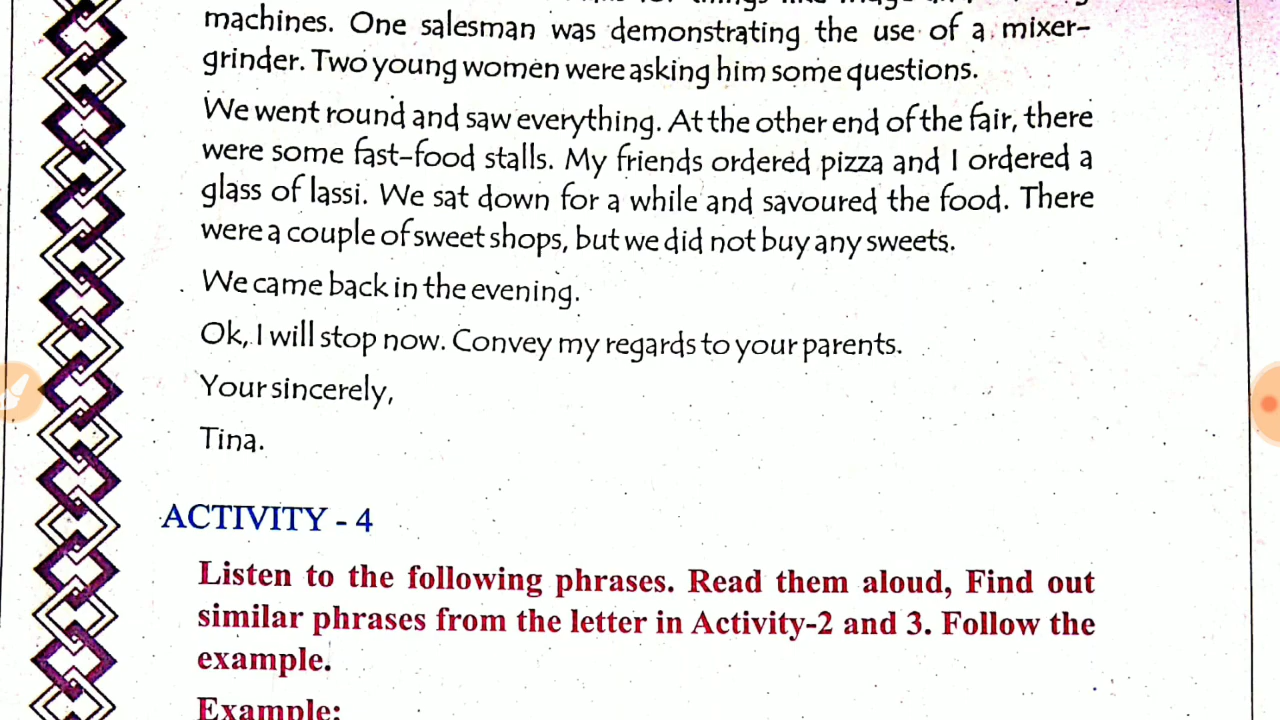 machines. One salesman was demonstrating the use of a mixer-
grinder. Two young women were asking him some questions.
We went round and saw everything. At the other end of the fair, there
were some fast-food stalls. My friends ordered pizza and I ordered a
glass of lassi. We sat down for a while and savoured the food. There
were a couple of sweet shops, but we did not buy any sweets.
We came back in the evening.
Ok, I will stop now. Convey my regards to your parents.
Your sincerely,
Tina.
ACTIVITY - 4
Listen to the following phrases. Read them aloud, Find out
similar phrases from the letter in Activity-2 and 3. Follow the
example.
Example: